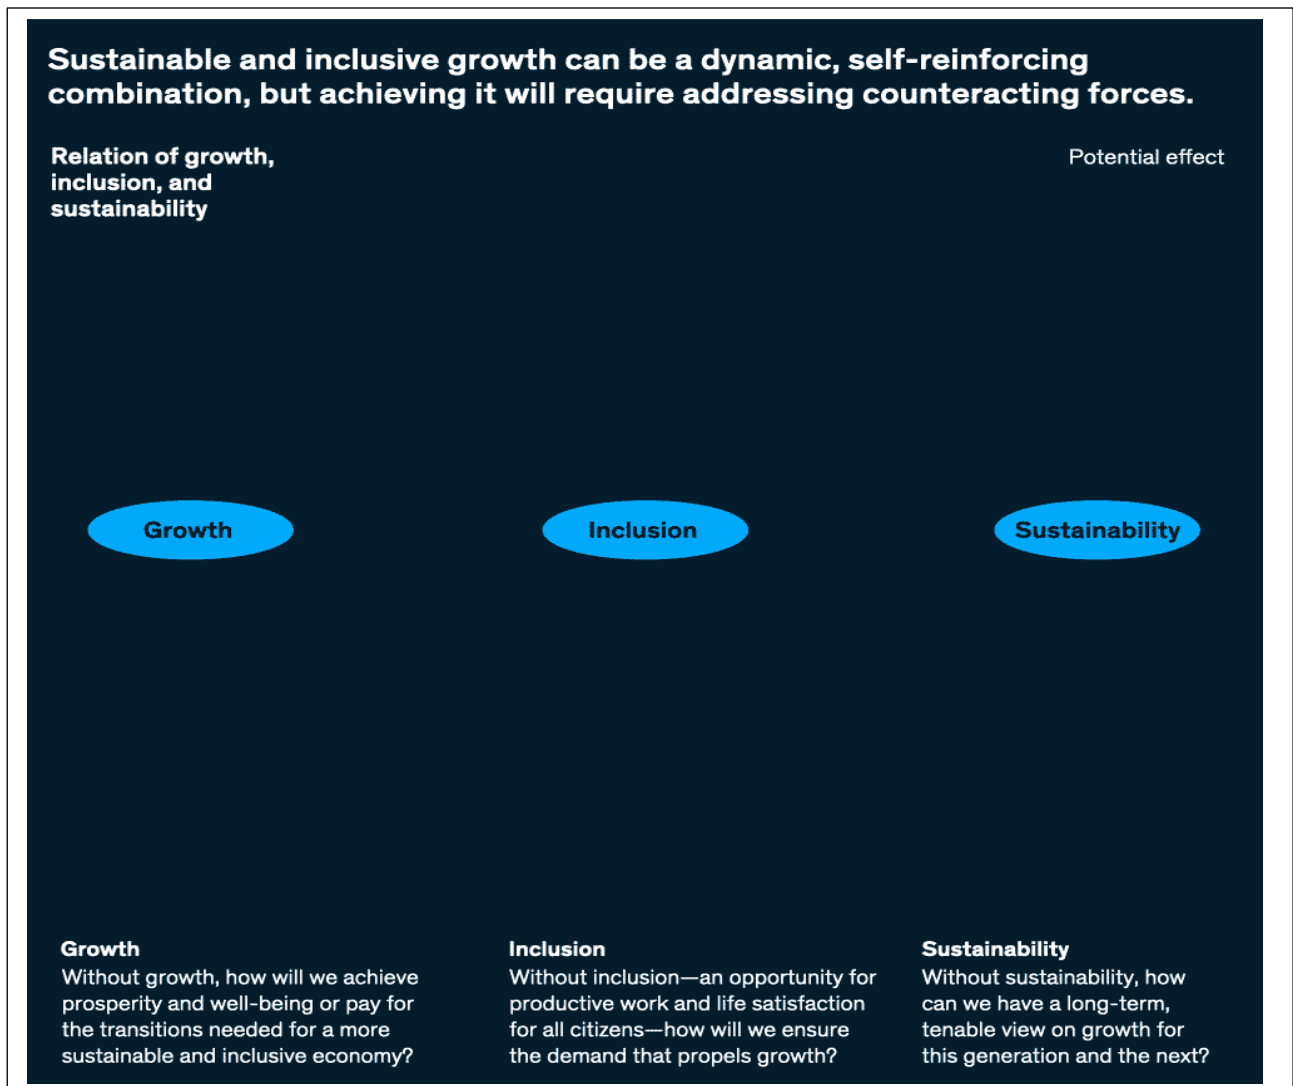 Sustainable and inclusive growth can be a dynamic, self-reinforcing
combination, but achieving it will require addressing counteracting forces.
Relation of growth,
inclusion, and
sustainability
Potential effect
Growth
Inclusion
Sustainability
Growth
Without growth, how will we achieve
prosperity and well-being or pay for
the transitions needed for a more
sustainable and inclusive economy?
Inclusion
Without inclusion—an opportunity for
productive work and life satisfaction
for all citizens—how will we ensure
the demand that propels growth?
Sustainability
Without sustainability, how
can we have a long-term,
tenable view on growth for
this generation and the next?